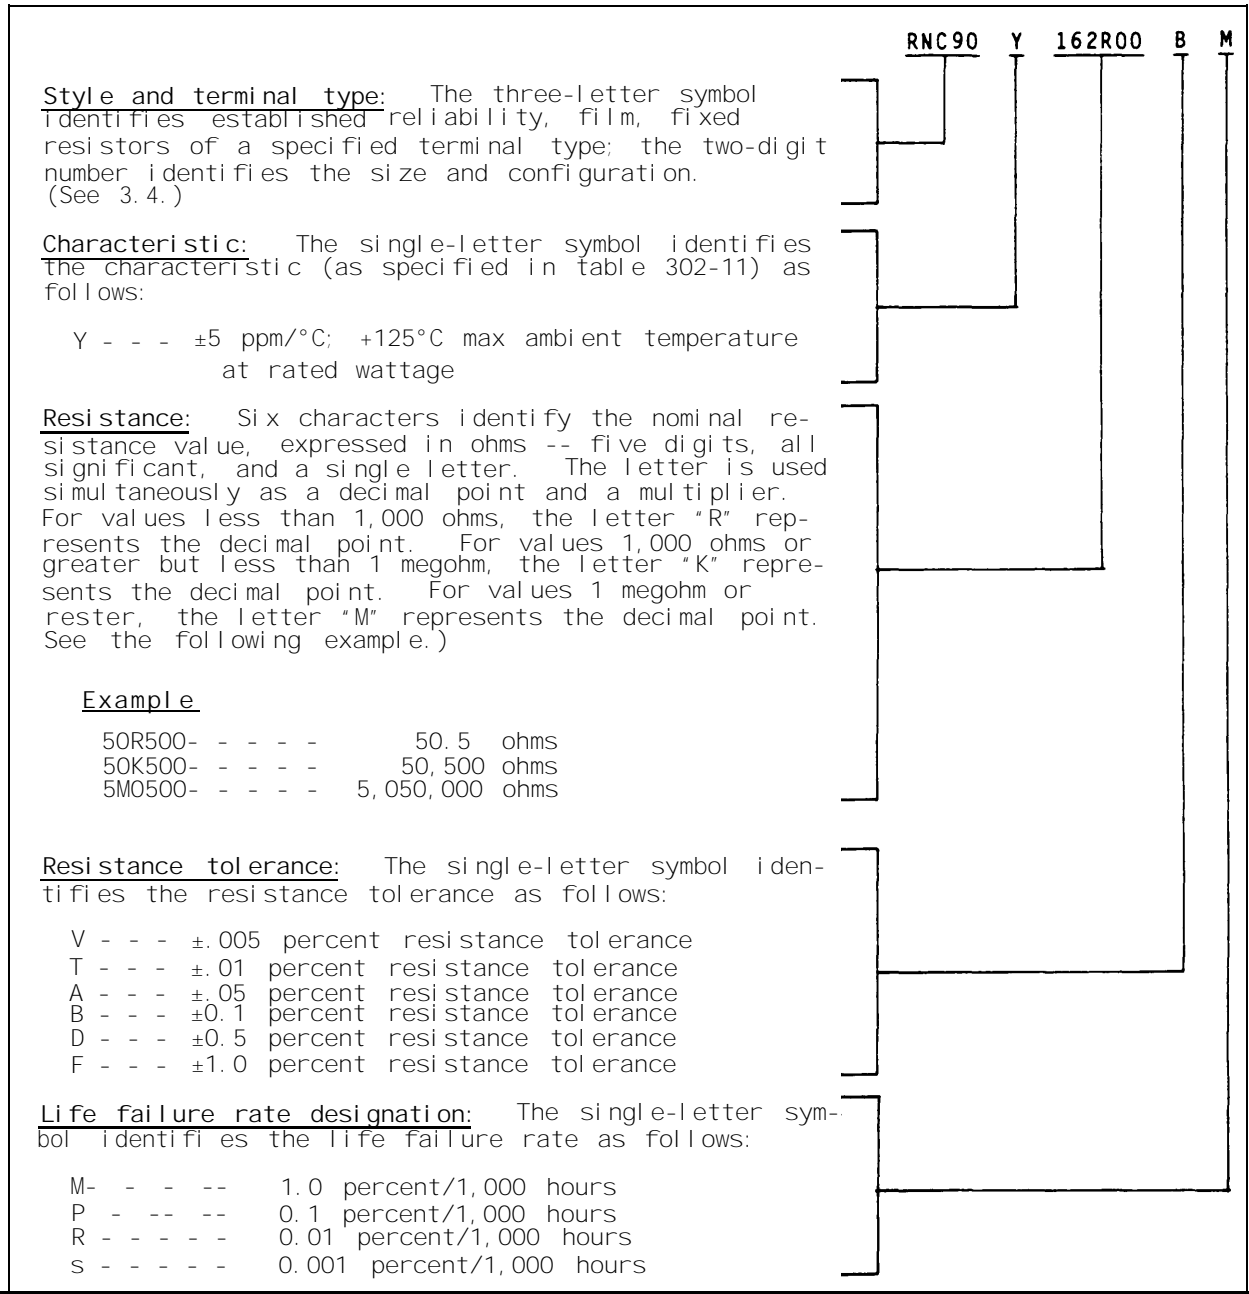 RNC90 Y 162R00 B M
Style and terminal type: The three-letter symbol
identifies established reliability, film, fixed
resistors of a specified terminal type; the two-digit
number identifies the size and configuration.
(See 3.4.)
Characteristic: The single-letter symbol identifies
the characteristic (as specified in table 302-11) as
follows:
Y - - - ±5 ppm/°C; +125°C max ambient temperature
at rated wattage
Resistance: Six characters identify the nominal re-
sistance value, expressed in ohms -- five digits, all
significant, and a single letter. The letter is used
simultaneously as a decimal point and a multiplier.
For values less than 1,000 ohms, the letter "R" rep-
resents the decimal point. For values 1,000 ohms or
greater but less than 1 megohm, the letter "K" repre-
sents the decimal point. For values 1 megohm or
rester, the letter "M" represents the decimal point.
See the following example.)
Example
50R500- - - - - 50.5 ohms
50K500- - - - - 50,500 ohms
5M0500- - - - - 5,050,000 ohms
Resistance tolerance: The single-letter symbol iden-
tifies the resistance tolerance as follows:
V - - - ±.005 percent resistance tolerance
T - - - ±.01 percent resistance tolerance
A - - - ±.05 percent resistance tolerance
B - - - ±0.1 percent resistance tolerance
D - - - ±0.5 percent resistance tolerance
F - - - ±1.0 percent resistance tolerance
Life failure rate designation: The single-letter sym-
bol identifies the life failure rate as follows:
M- - - -- 1.0 percent/1,000 hours
P - -- -- 0.1 percent/1,000 hours
R - - - - - 0.01 percent/1,000 hours
s - - - - - 0.001 percent/1,000 hours